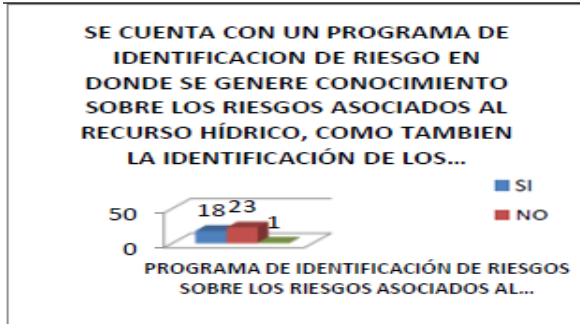 SE CUENTA CON UN PROGRAMA DE
IDENTIFICACION DE RIESGO EN
DONDE SE GENERE CONOCIMIENTO
SOBRE LOS RIESGOS ASOCIADOS AL
RECURSO HÍDRICO, COMO TAMBIEN
LA IDENTIFICACIÓN DE LOS...
SI
NO
50
0
18 23 1
PROGRAMA DE IDENTIFICACIÓN DE RIESGOS
SOBRE LOS RIESGOS ASOCIADOS AL...